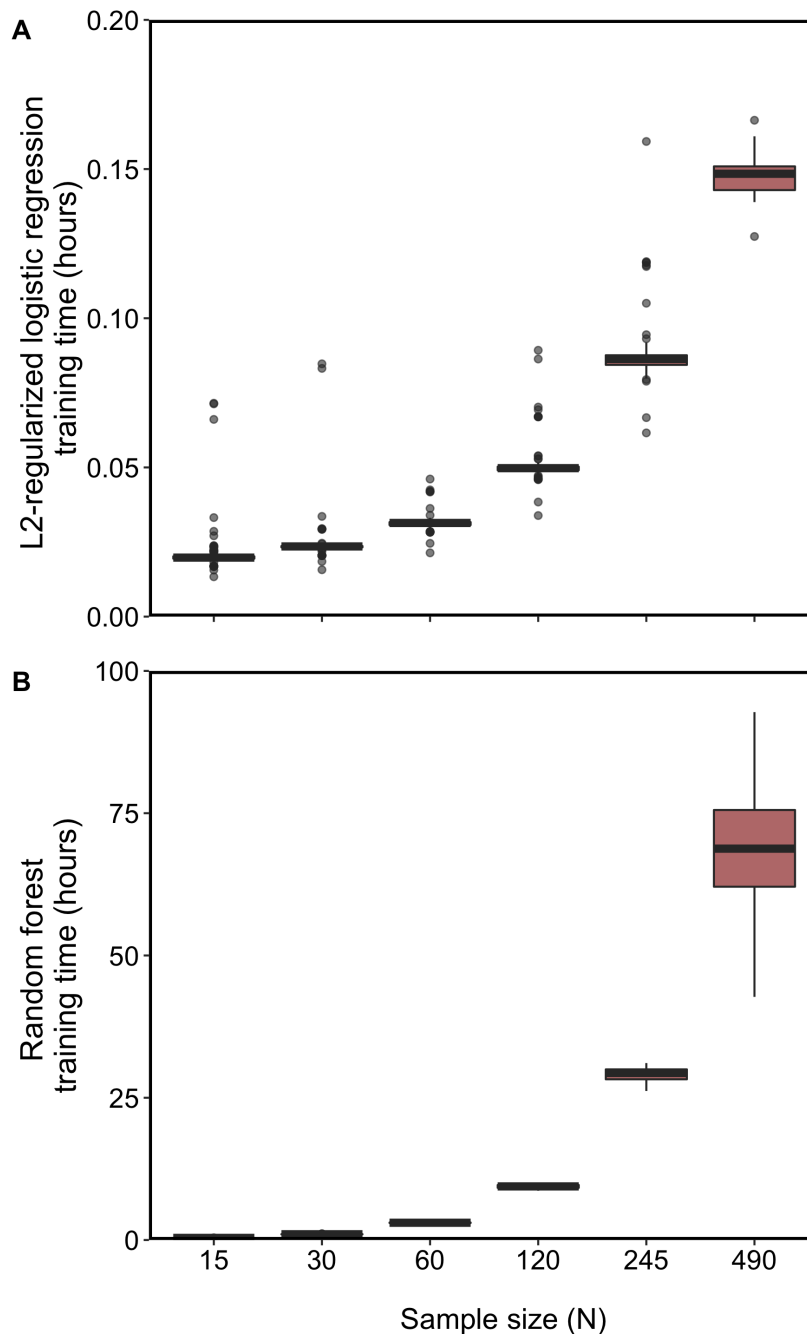 A
L2-regularized logistic regression
training time (hours)
0.20
0.15
0.10
0.05
0.00
B
Random forest
training time (hours)
100
75
50
25
0
15 30 60 120 245 490
Sample size (N)